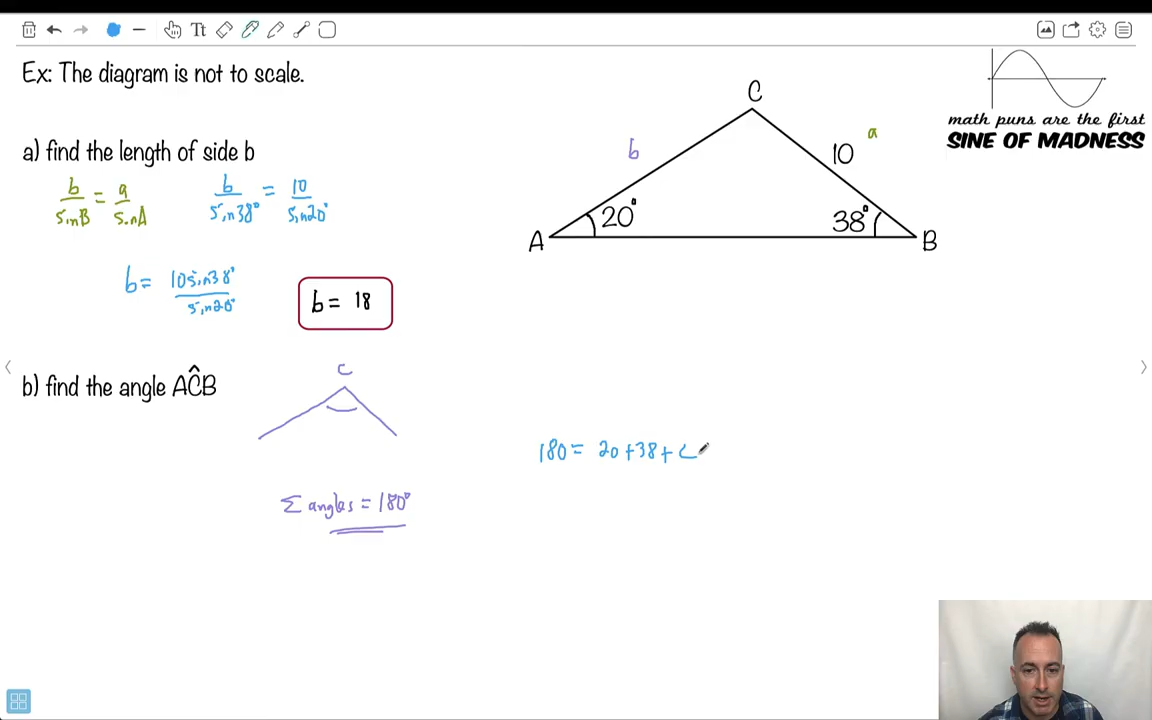 Tt
Ex: The diagram is not to scale.
a) find the length of side b
b/sinB = a/sinA
b/sin38° = 10/sin20°
b = 10sin38°/sin20°
b = 18
C
b
10
a
20°
38°
A
B
math puns are the first
SINE OF MADNESS
b) find the angle AĈB
C
180 = 20 + 38 + C
Σ angles = 180°